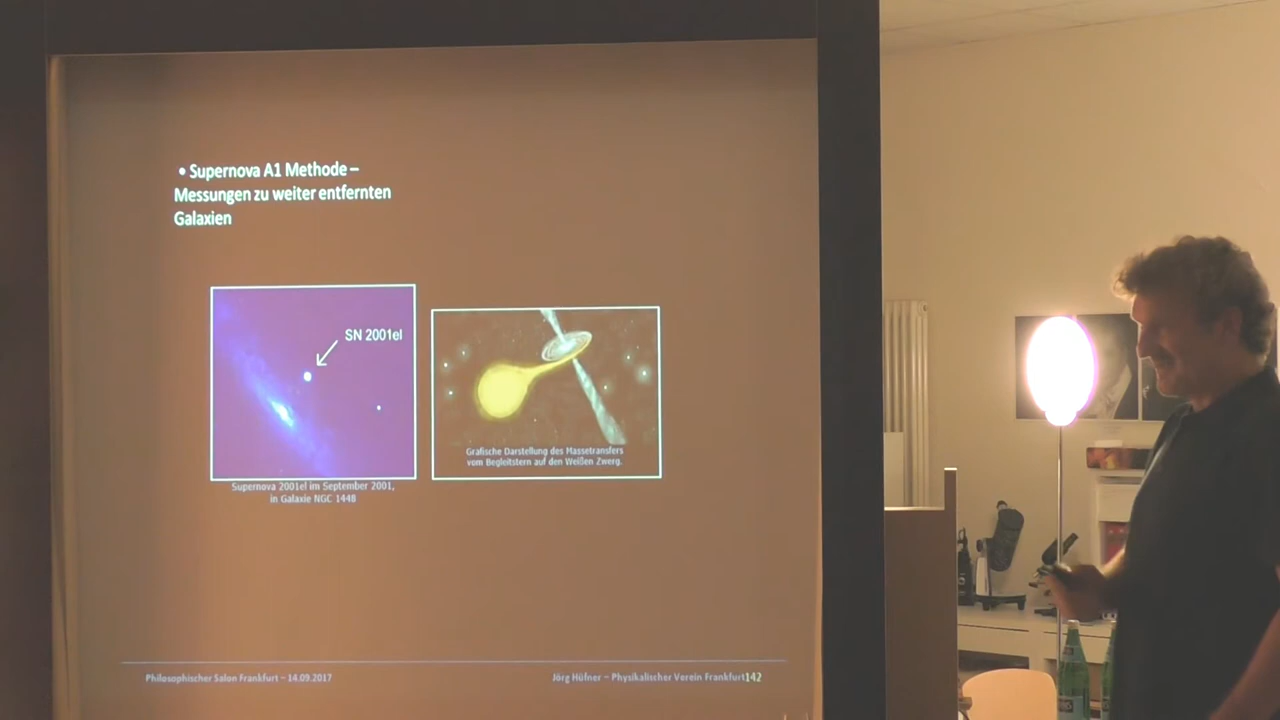 • Supernova A1 Methode –
Messungen zu weiter entfernten
Galaxien
SN 2001el
Grafische Darstellung des Massetransfers
vom Begleitstern auf den Weißen Zwerg.
Supernova 2001el im September 2001,
in Galaxie NGC 1448
Philosophischer Salon Frankfurt – 14.09.2017
Jörg Hüfner – Physikalischer Verein Frankfurt142